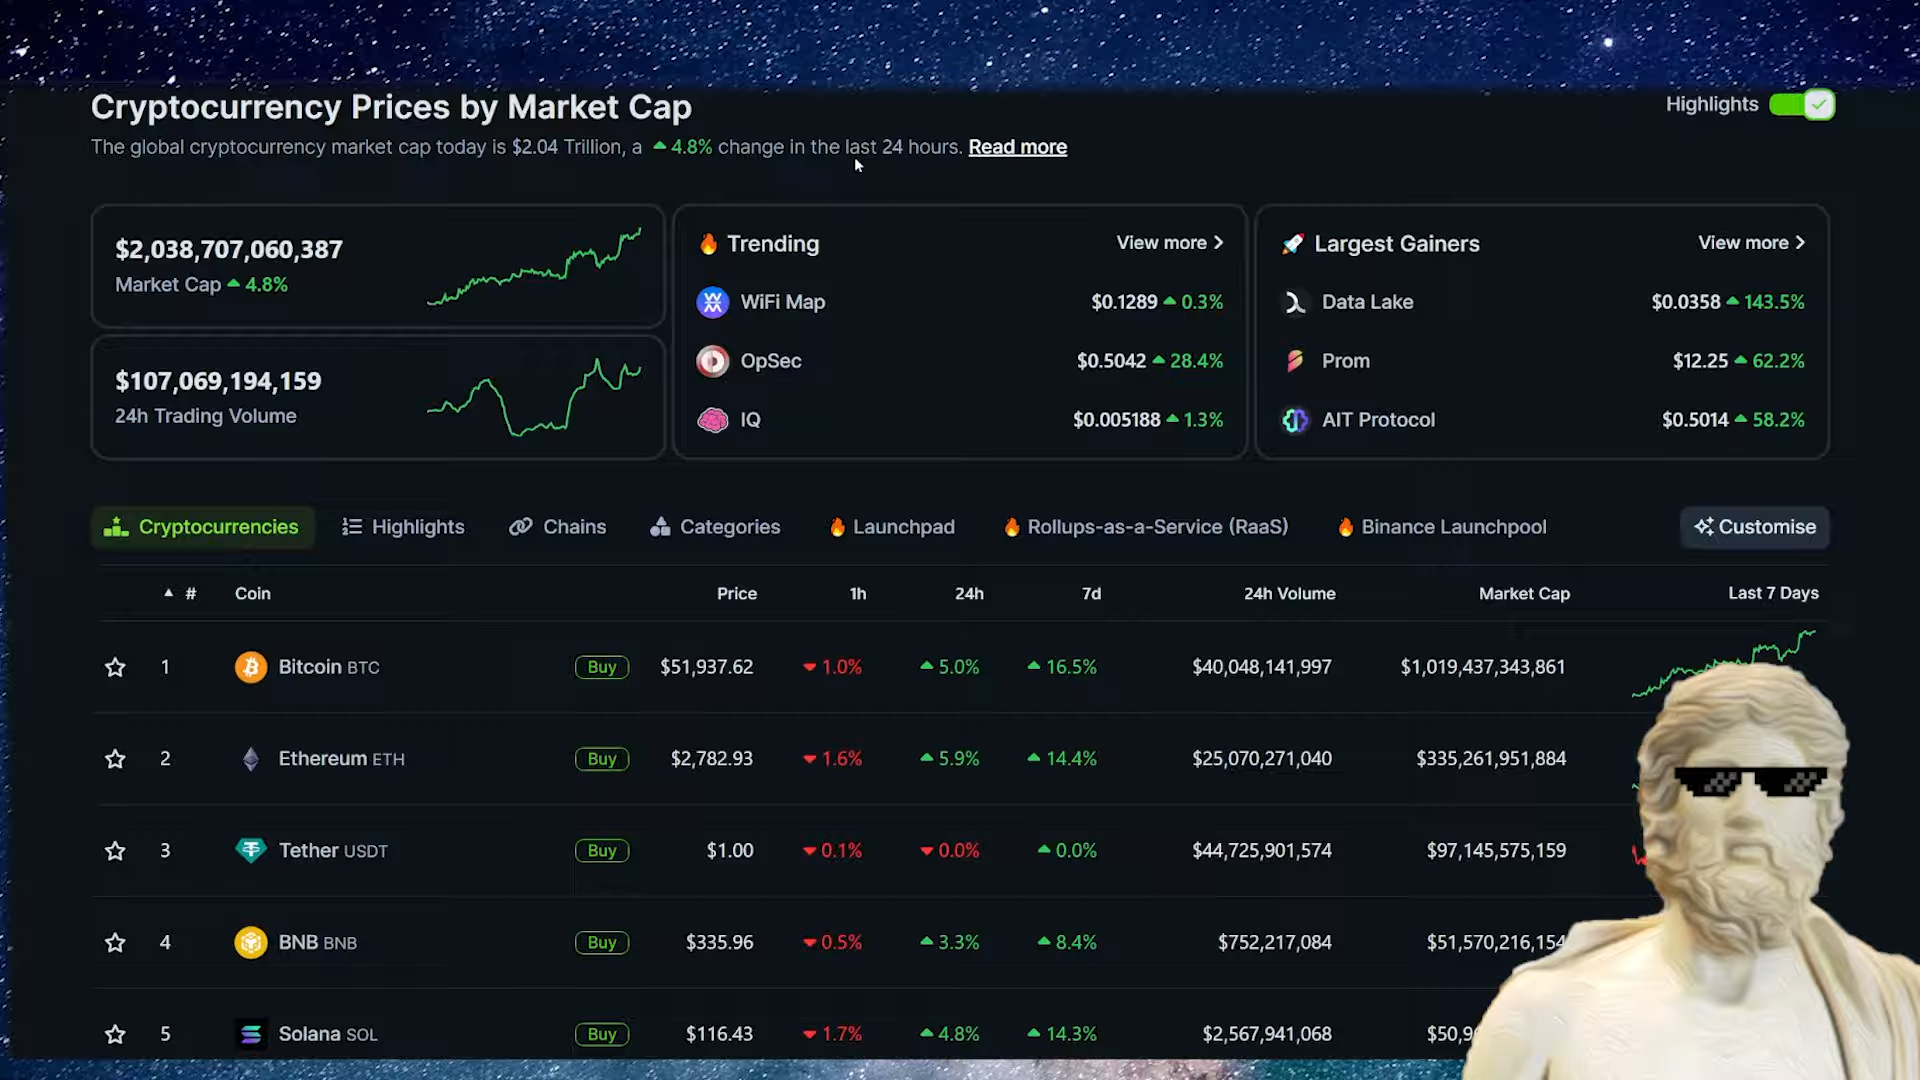 Cryptocurrency Prices by Market Cap
Highlights
The global cryptocurrency market cap today is $2.04 Trillion, a 4.8% change in the last 24 hours. Read more
$2,038,707,060,387
Market Cap 4.8%
$107,069,194,159
24h Trading Volume
Trending View more
WiFi Map $0.1289 0.3%
OpSec $0.5042 28.4%
IQ $0.005188 1.3%
Largest Gainers View more
Data Lake $0.0358 143.5%
Prom $12.25 62.2%
AIT Protocol $0.5014 58.2%
Cryptocurrencies Highlights Chains Categories Launchpad Rollups-as-a-Service (RaaS) Binance Launchpool Customise
# Coin Price 1h 24h 7d 24h Volume Market Cap Last 7 Days
1 Bitcoin BTC Buy $51,937.62 1.0% 5.0% 16.5% $40,048,141,997 $1,019,437,343,861
2 Ethereum ETH Buy $2,782.93 1.6% 5.9% 14.4% $25,070,271,040 $335,261,951,884
3 Tether USDT Buy $1.00 0.1% 0.0% 0.0% $44,725,901,574 $97,145,575,159
4 BNB BNB Buy $335.96 0.5% 3.3% 8.4% $752,217,084 $51,570,216,154
5 Solana SOL Buy $116.43 1.7% 4.8% 14.3% $2,567,941,068